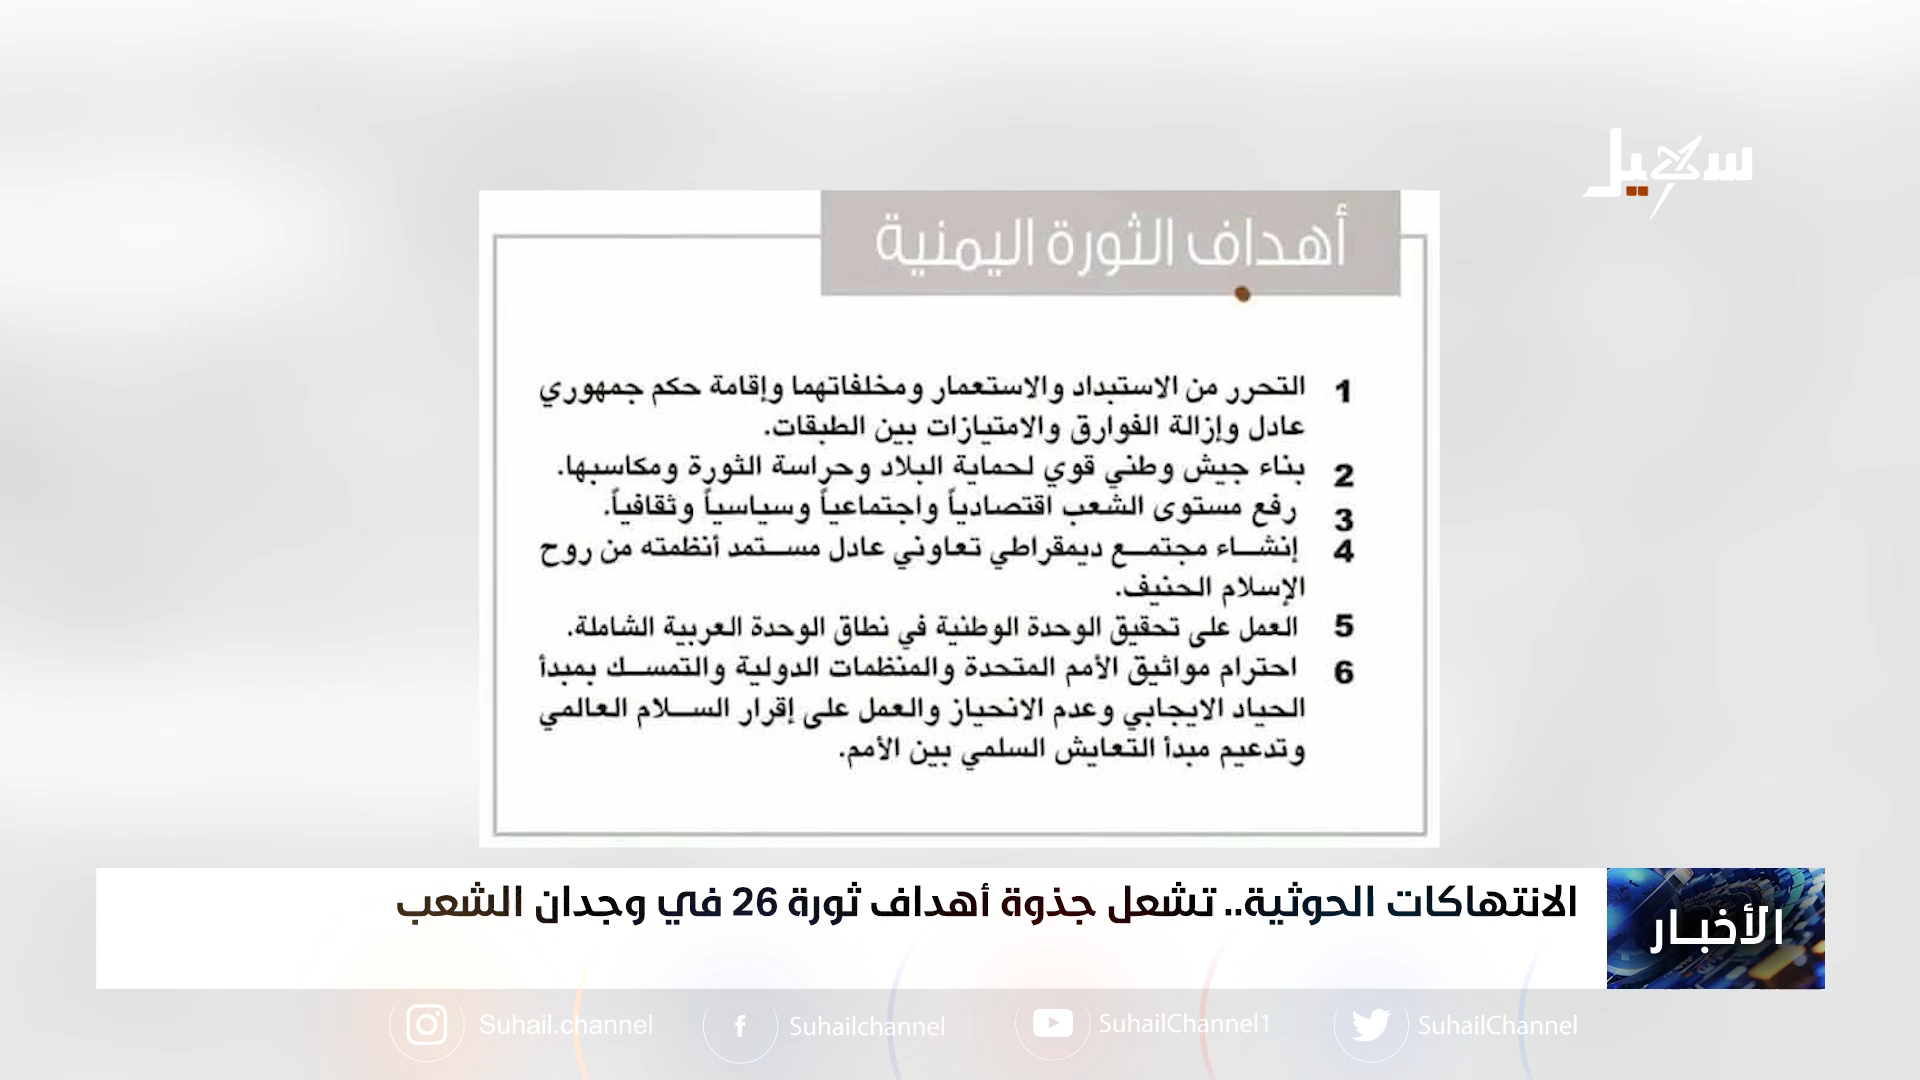 سهيل
أهداف الثورة اليمنية
1 التحرر من الاستبداد والاستعمار ومخلفاتهما وإقامة حكم جمهوري
عادل وإزالة الفوارق والامتيازات بين الطبقات.
2 بناء جيش وطني قوي لحماية البلاد وحراسة الثورة ومكاسبها.
3 رفع مستوى الشعب اقتصادياً واجتماعياً وسياسياً وثقافياً.
4 إنشـــاء مجتمـــع ديمقراطي تعاوني عادل مســـتمد أنظمته من روح
الإسلام الحنيف.
5 العمل على تحقيق الوحدة الوطنية في نطاق الوحدة العربية الشاملة.
6 احترام مواثيق الأمم المتحدة والمنظمات الدولية والتمســـك بمبدأ
الحياد الايجابي وعدم الانحياز والعمل على إقرار الســـلام العالمي
وتدعيم مبدأ التعايش السلمي بين الأمم.
الأخبـار
الانتهاكات الحوثية.. تشعل جذوة أهداف ثورة 26 في وجدان الشعب
Suhail.channel
Suhailchannel
SuhailChannel1
SuhailChannel